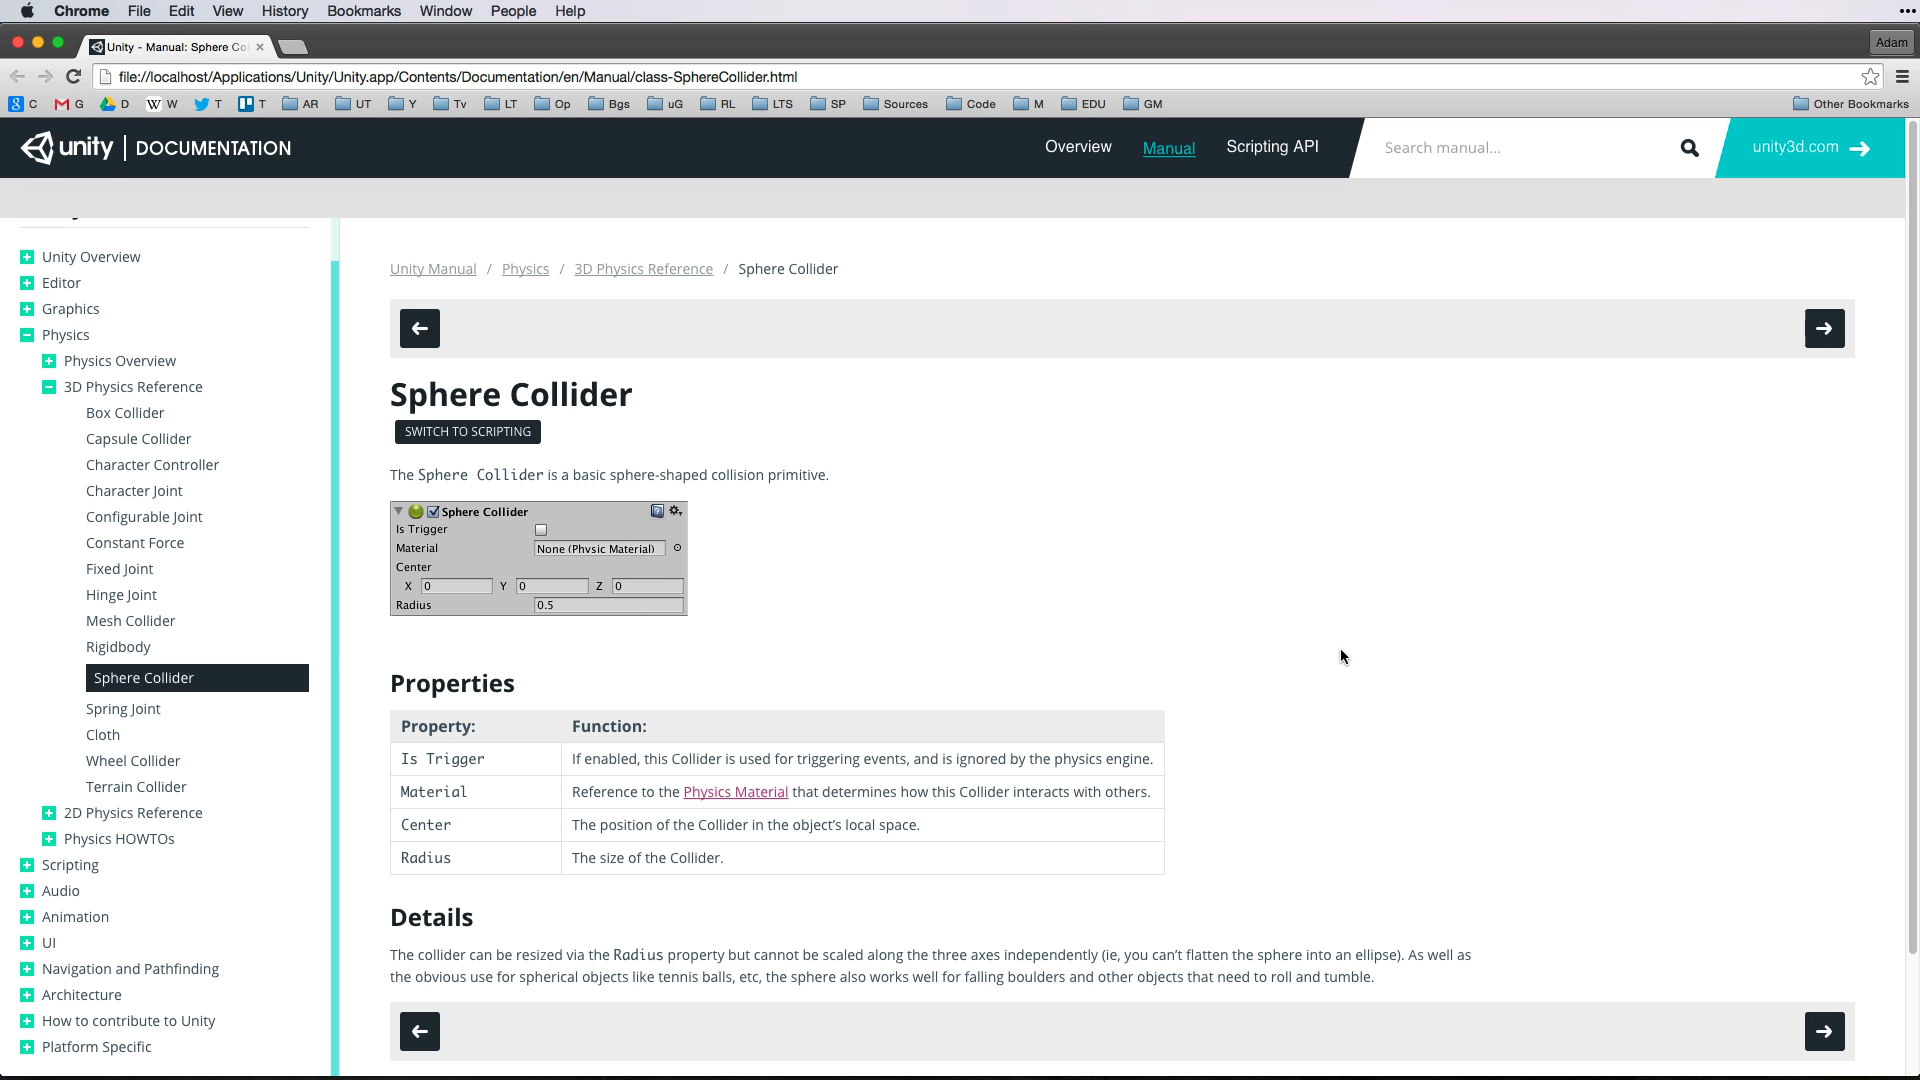 Chrome File Edit View History Bookmarks Window People Help
Unity - Manual: Sphere Col
Adam
file://localhost/Applications/Unity/Unity.app/Contents/Documentation/en/Manual/class-SphereCollider.html
C G D W T T AR UT Y Tv LT Op Bgs uG RL LTS SP Sources Code M EDU GM Other Bookmarks
unity DOCUMENTATION
Overview Manual Scripting API
Search manual...
unity3d.com
Unity Overview
Editor
Graphics
Physics
Physics Overview
3D Physics Reference
Box Collider
Capsule Collider
Character Controller
Character Joint
Configurable Joint
Constant Force
Fixed Joint
Hinge Joint
Mesh Collider
Rigidbody
Sphere Collider
Spring Joint
Cloth
Wheel Collider
Terrain Collider
2D Physics Reference
Physics HOWTOs
Scripting
Audio
Animation
UI
Navigation and Pathfinding
Architecture
How to contribute to Unity
Platform Specific
Unity Manual / Physics / 3D Physics Reference / Sphere Collider
Sphere Collider
SWITCH TO SCRIPTING
The Sphere Collider is a basic sphere-shaped collision primitive.
Sphere Collider
Is Trigger
Material None (Physic Material)
Center
X 0 Y 0 Z 0
Radius 0.5
Properties
Property: Function:
Is Trigger If enabled, this Collider is used for triggering events, and is ignored by the physics engine.
Material Reference to the Physics Material that determines how this Collider interacts with others.
Center The position of the Collider in the object's local space.
Radius The size of the Collider.
Details
The collider can be resized via the Radius property but cannot be scaled along the three axes independently (ie, you can't flatten the sphere into an ellipse). As well as
the obvious use for spherical objects like tennis balls, etc, the sphere also works well for falling boulders and other objects that need to roll and tumble.